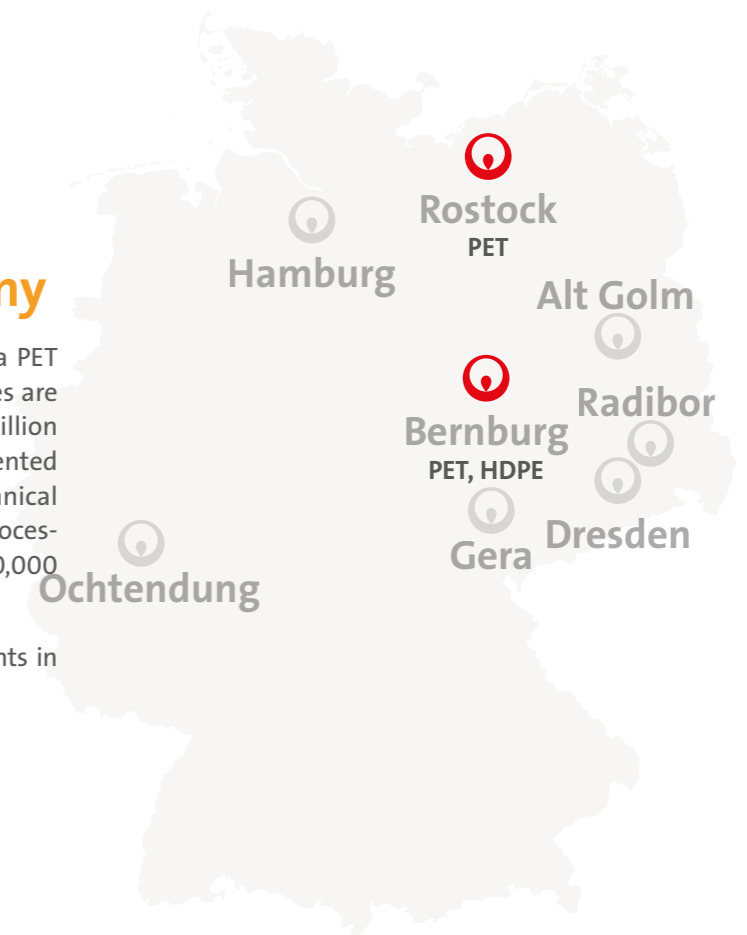 ny
a PET
es are
illion
ented
nical
oces-
0,000
nts in
Rostock
PET
Hamburg
Alt Golm
Radibor
Bernburg
PET, HDPE
Dresden
Gera
Ochtendung